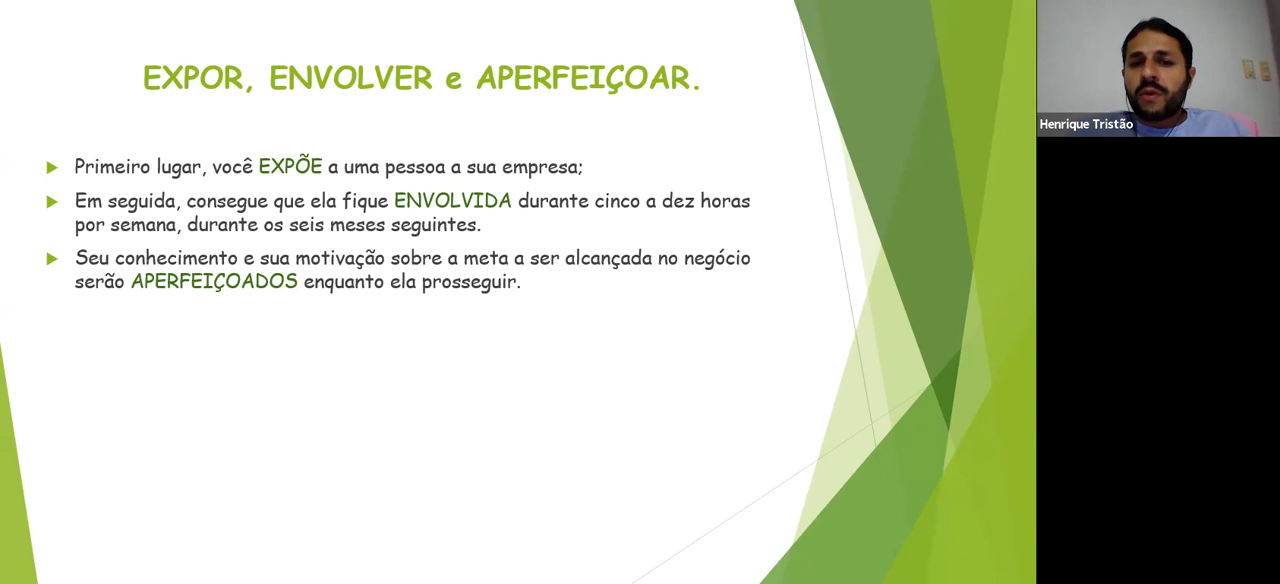 EXPOR, ENVOLVER e APERFEIÇOAR.
Primeiro lugar, você EXPÕE a uma pessoa a sua empresa;
Em seguida, consegue que ela fique ENVOLVIDA durante cinco a dez horas
por semana, durante os seis meses seguintes.
Seu conhecimento e sua motivação sobre a meta a ser alcançada no negócio
serão APERFEIÇOADOS enquanto ela prosseguir.
Henrique Tristão